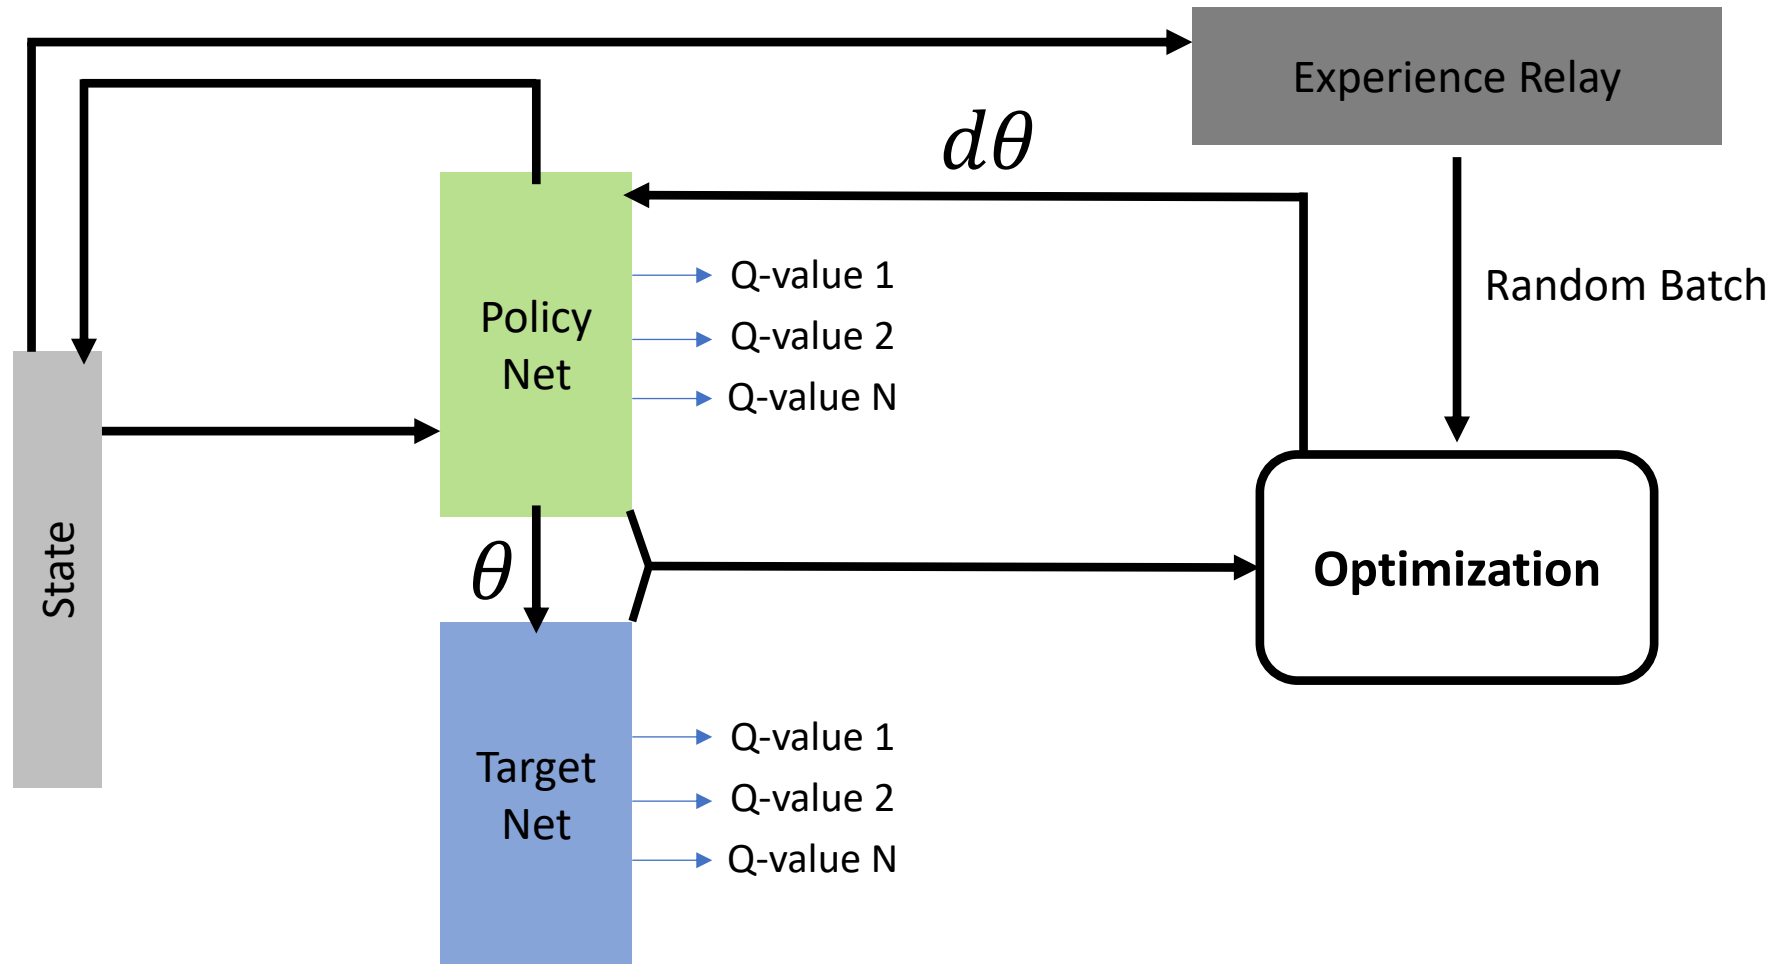 Experience Relay
dθ
Q-value 1
Random Batch
Policy
Net
Q-value 2
Q-value N
State
θ
Optimization
Q-value 1
Target
Net
Q-value 2
Q-value N